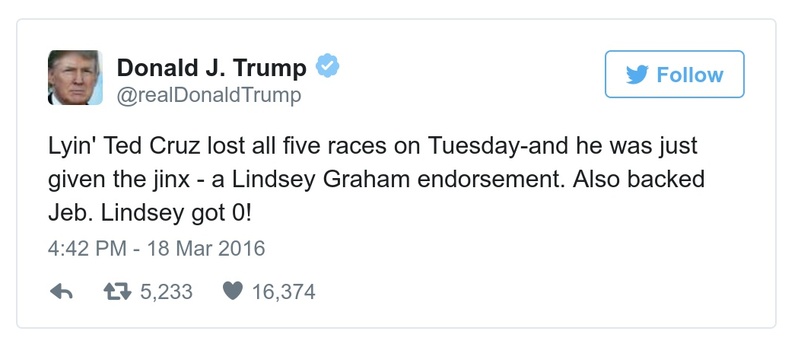 Donald J. Trump
@realDonaldTrump
Follow
Lyin' Ted Cruz lost all five races on Tuesday-and he was just
given the jinx - a Lindsey Graham endorsement. Also backed
Jeb. Lindsey got 0!
4:42 PM - 18 Mar 2016
5,233 16,374